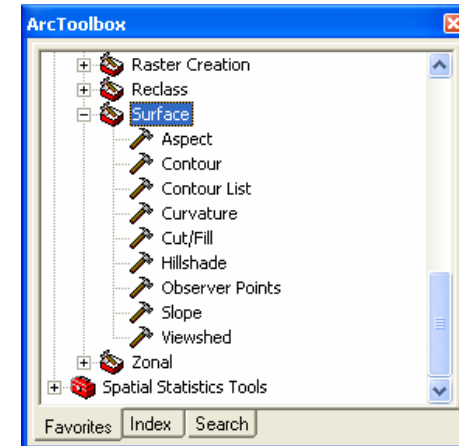 ArcToolbox
Raster Creation
Reclass
Surface
Aspect
Contour
Contour List
Curvature
Cut/Fill
Hillshade
Observer Points
Slope
Viewshed
Zonal
Spatial Statistics Tools
Favorites Index Search